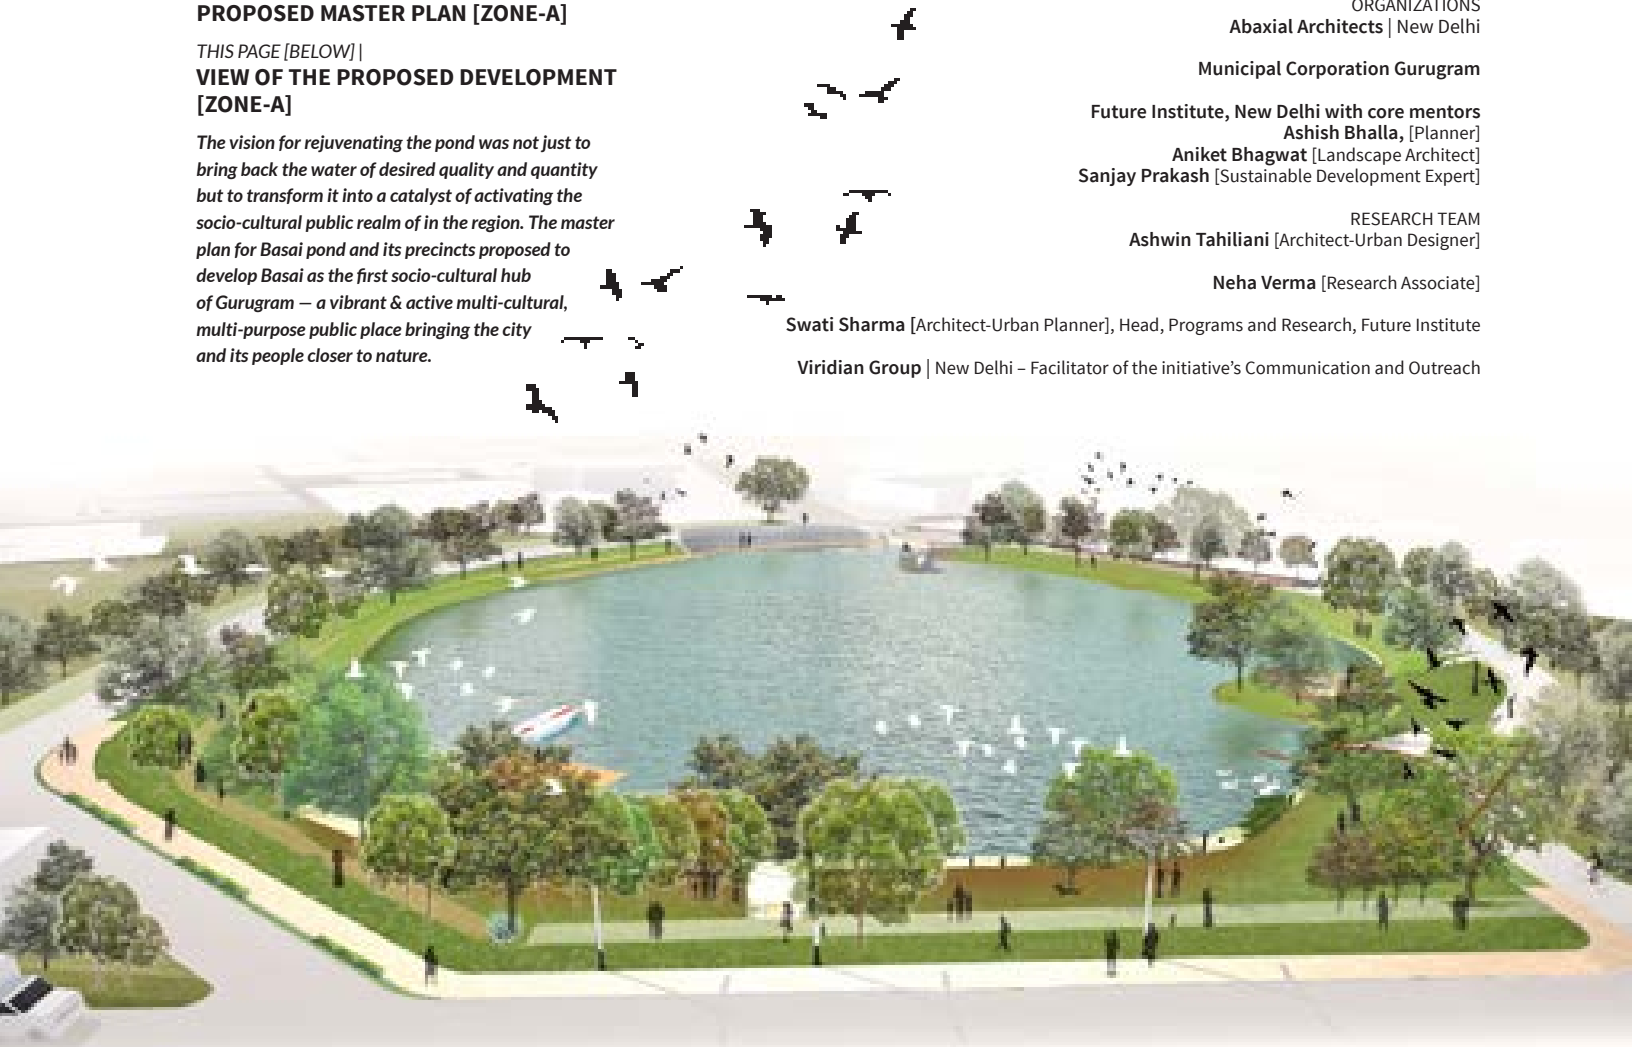 PROPOSED MASTER PLAN [ZONE-A]
THIS PAGE [BELOW] |
VIEW OF THE PROPOSED DEVELOPMENT
[ZONE-A]
The vision for rejuvenating the pond was not just to
bring back the water of desired quality and quantity
but to transform it into a catalyst of activating the
socio-cultural public realm of in the region. The master
plan for Basai pond and its precincts proposed to
develop Basai as the first socio-cultural hub
of Gurugram — a vibrant & active multi-cultural,
multi-purpose public place bringing the city
and its people closer to nature.
ORGANIZATIONS
Abaxial Architects | New Delhi
Municipal Corporation Gurugram
Future Institute, New Delhi with core mentors
Ashish Bhalla, [Planner]
Aniket Bhagwat [Landscape Architect]
Sanjay Prakash [Sustainable Development Expert]
RESEARCH TEAM
Ashwin Tahiliani [Architect-Urban Designer]
Neha Verma [Research Associate]
Swati Sharma [Architect-Urban Planner], Head, Programs and Research, Future Institute
Viridian Group | New Delhi – Facilitator of the initiative’s Communication and Outreach